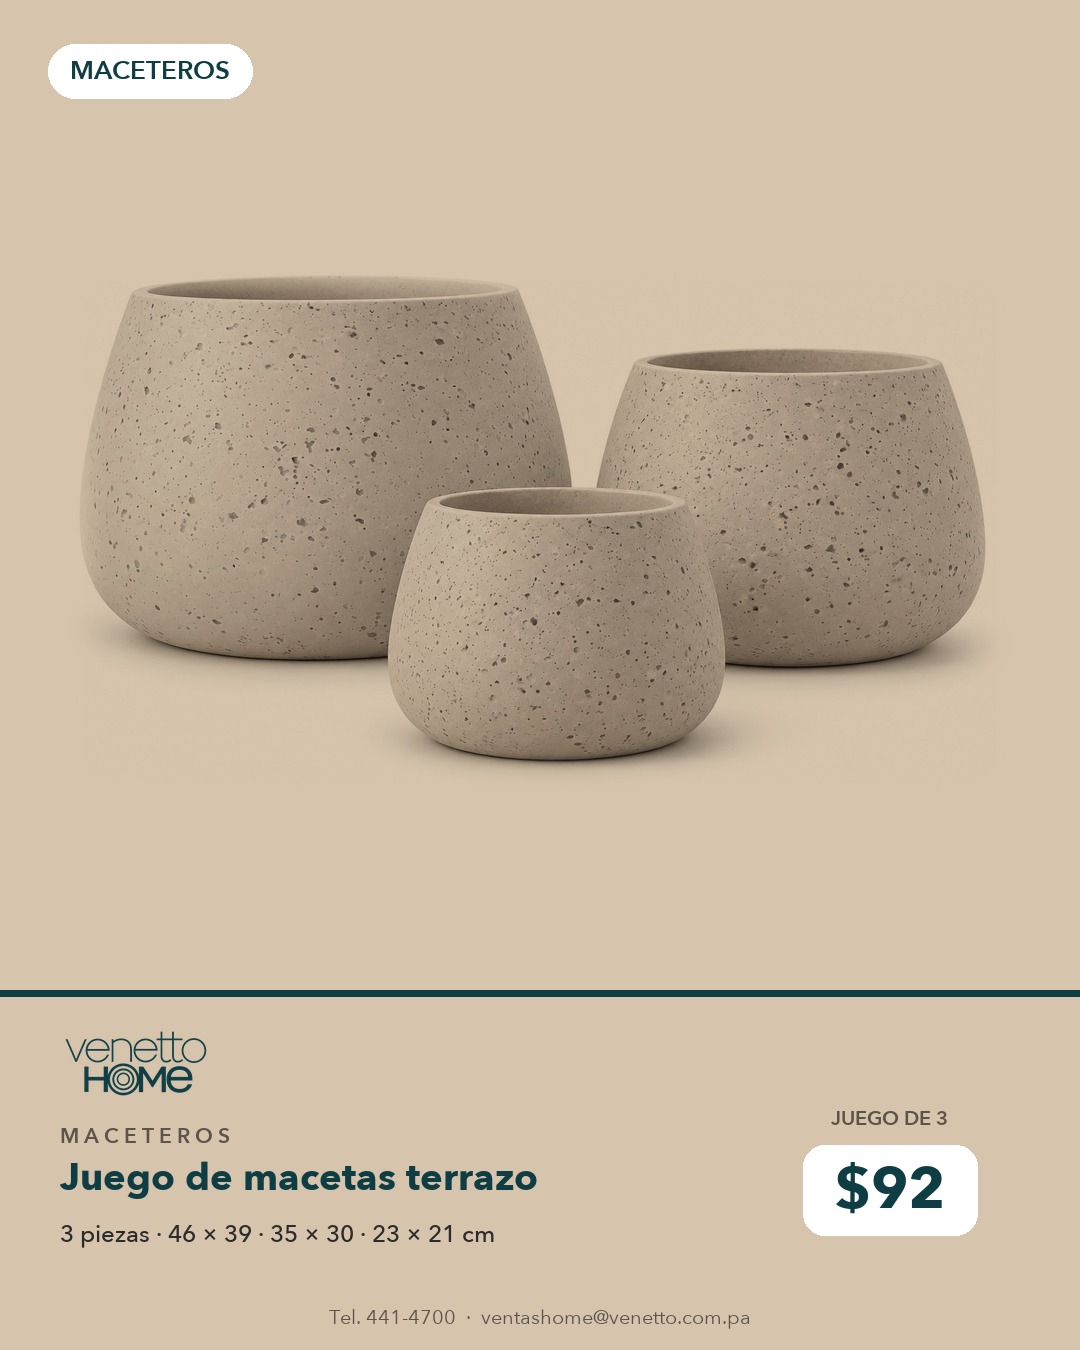 MACETEROS
venetto
HOMe
MACETEROS
Juego de macetas terrazo
3 piezas · 46 × 39 · 35 × 30 · 23 × 21 cm
JUEGO DE 3
$92
Tel. 441-4700 · ventashome@venetto.com.pa